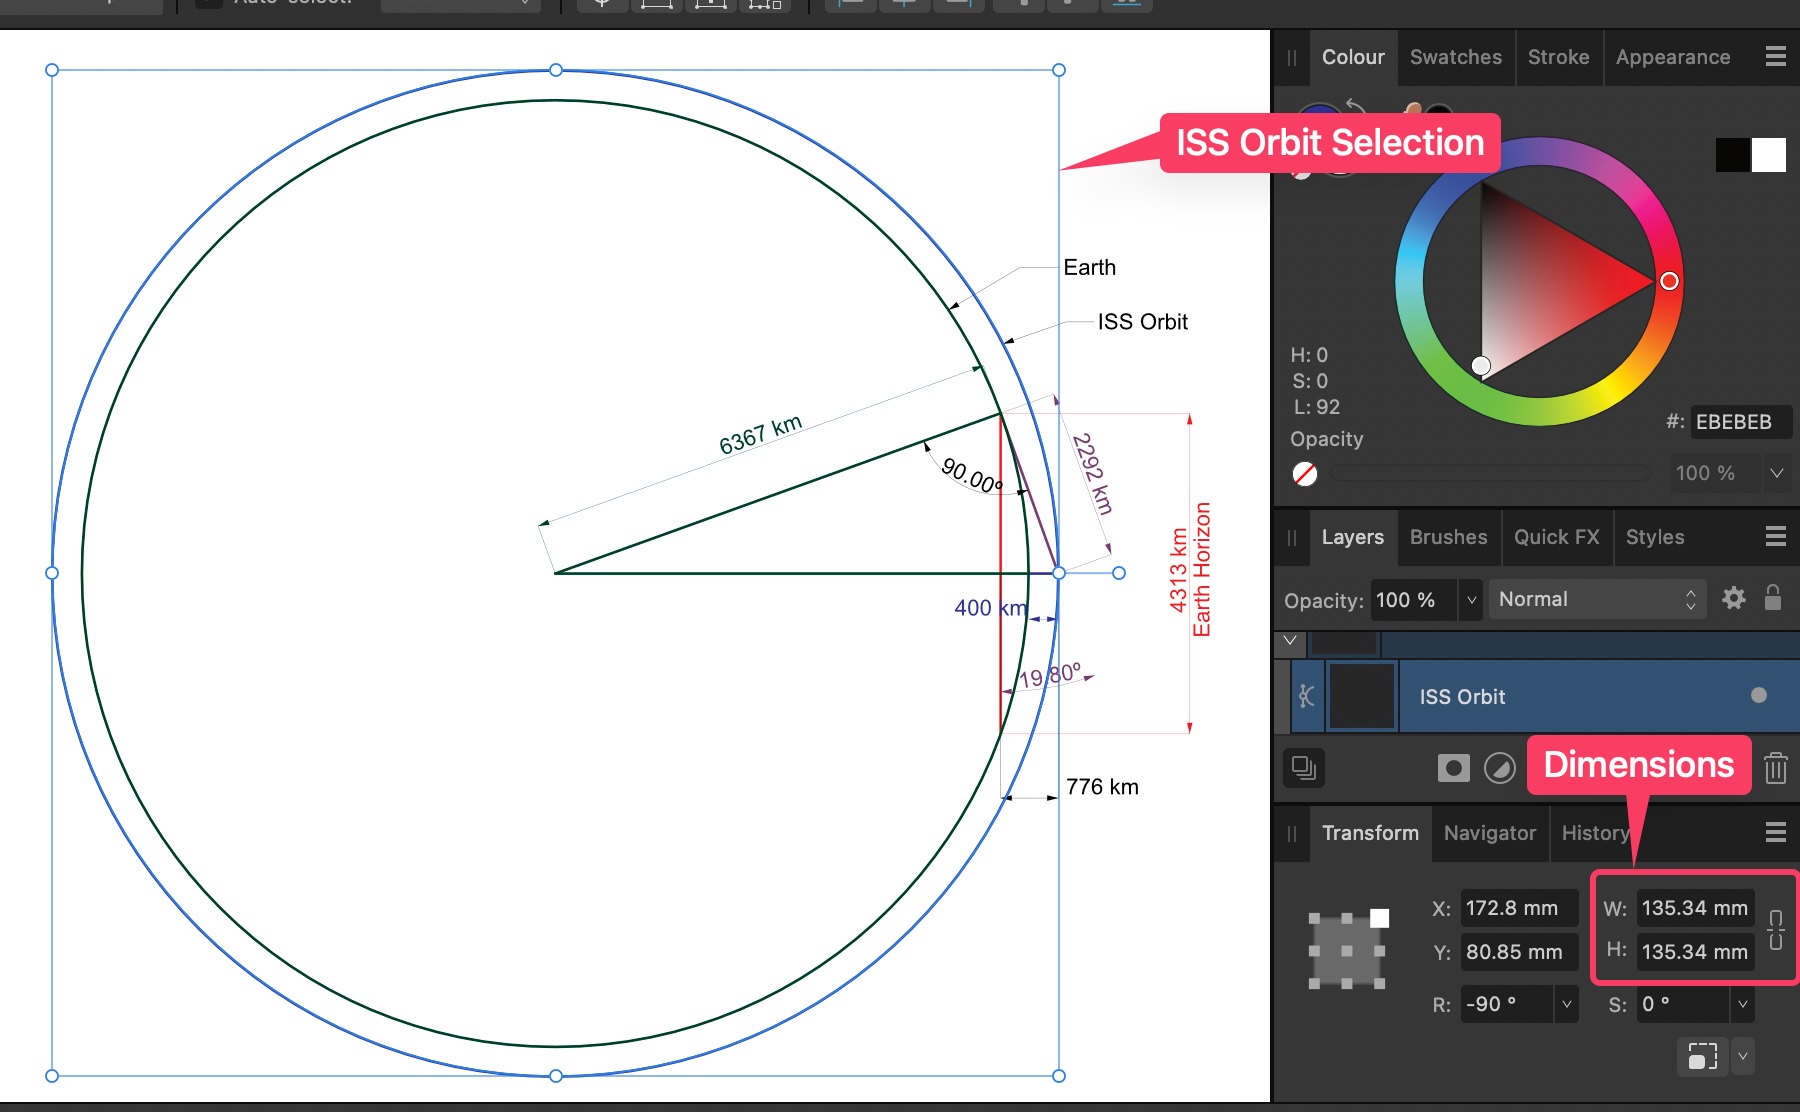 Auto-select:
Colour
Swatches
Stroke
Appearance
ISS Orbit Selection
Earth
ISS Orbit
6367 km
90.00º
2292 km
4313 km
Earth Horizon
400 km
19.80º
776 km
H: 0
S: 0
L: 92
#: EBEBEB
Opacity
100 %
Layers
Brushes
Quick FX
Styles
Opacity: 100 %
Normal
ISS Orbit
Dimensions
Transform
Navigator
History
X: 172.8 mm
W: 135.34 mm
Y: 80.85 mm
H: 135.34 mm
R: -90 °
S: 0 °